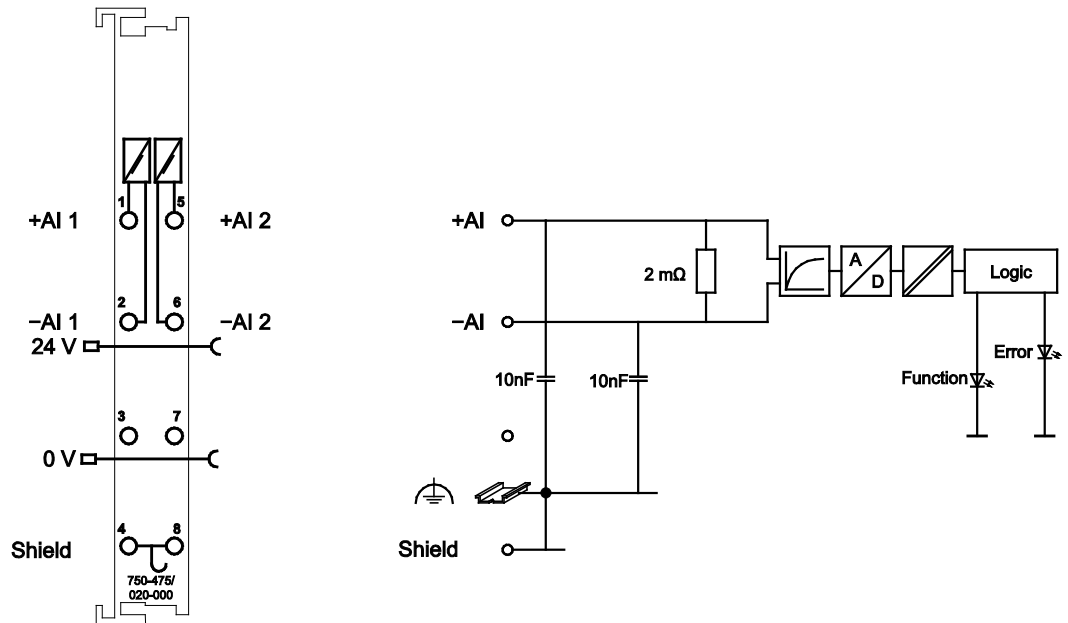 1
5
+AI 1
+AI 2
2
6
−AI 1
−AI 2
24 V
3
7
0 V
4
8
Shield
750-475/
020-000
+AI
2 mΩ
A
D
Logic
−AI
Error
10nF
10nF
Function
Shield